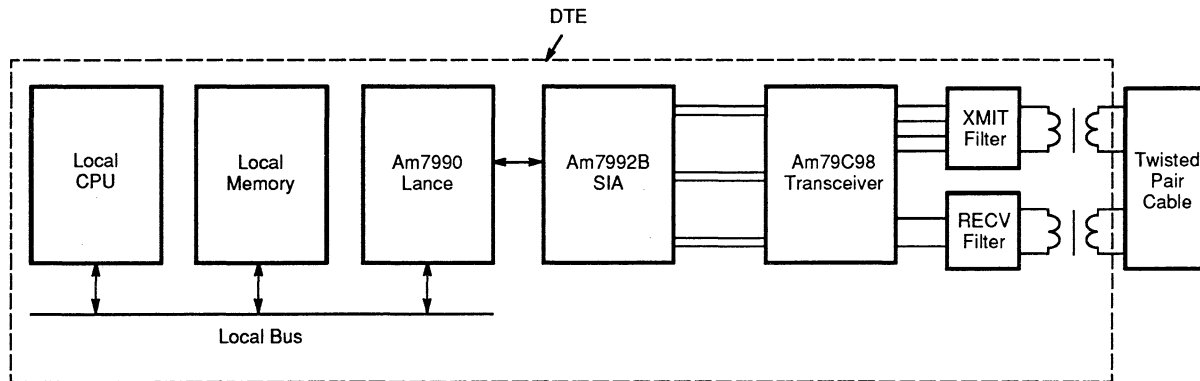 DTE
Local
CPU
Local
Memory
Am7990
Lance
Am7992B
SIA
Am79C98
Transceiver
XMIT
Filter
RECV
Filter
Twisted
Pair
Cable
Local Bus